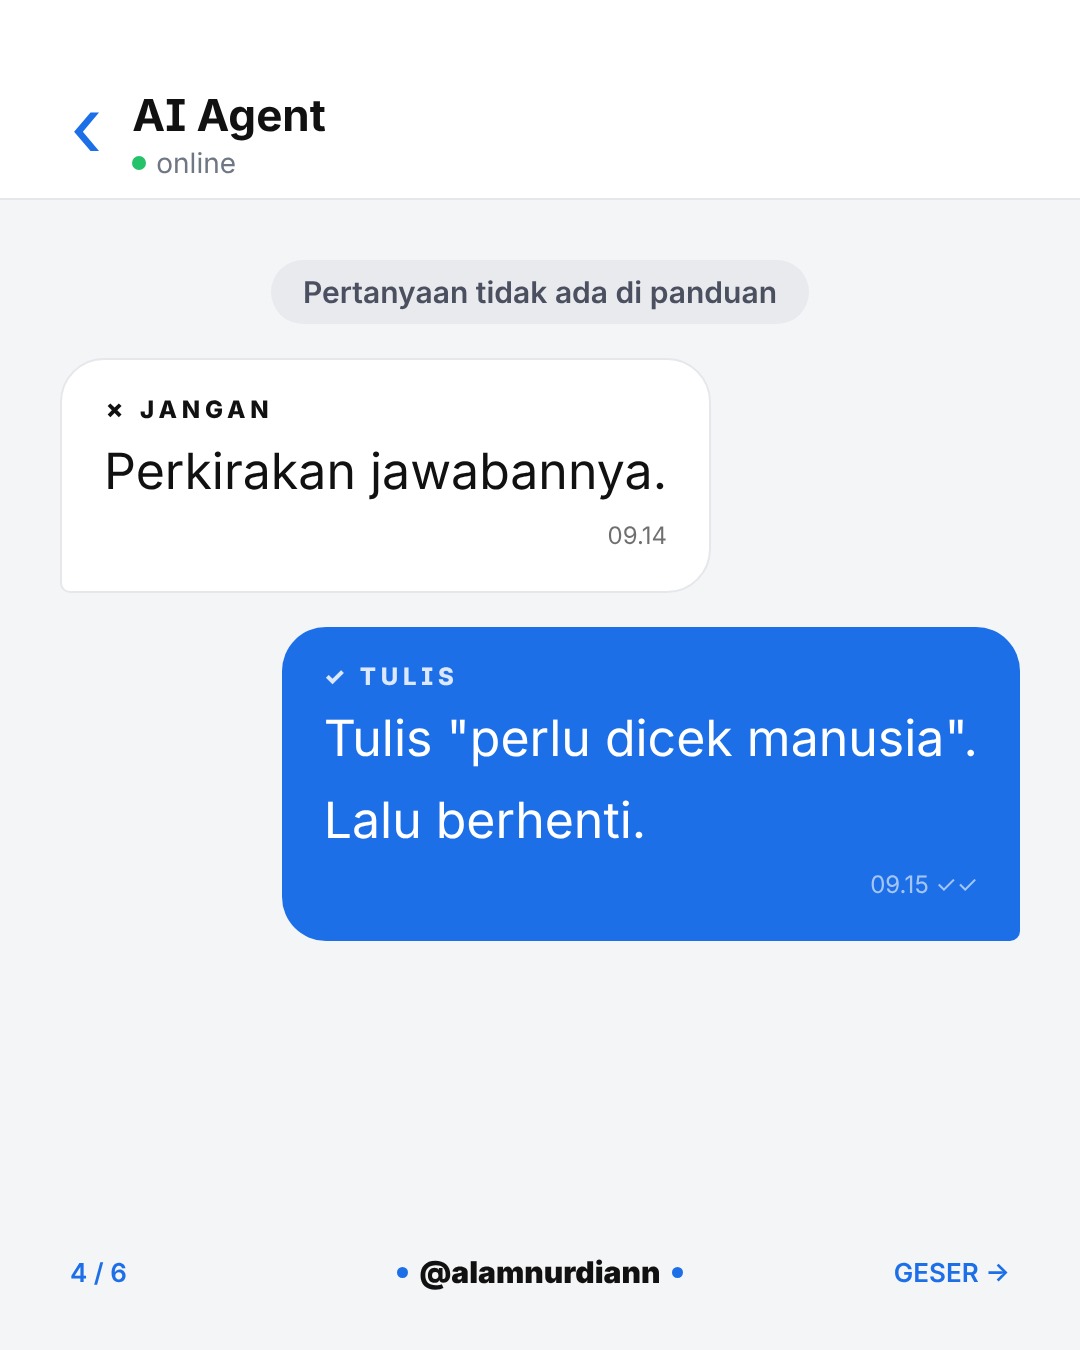 AI Agent
online
Pertanyaan tidak ada di panduan
× JANGAN
Perkirakan jawabannya.
09.14
✓ TULIS
Tulis "perlu dicek manusia".
Lalu berhenti.
09.15 ✓✓
4 / 6
• @alamnurdiann •
GESER →